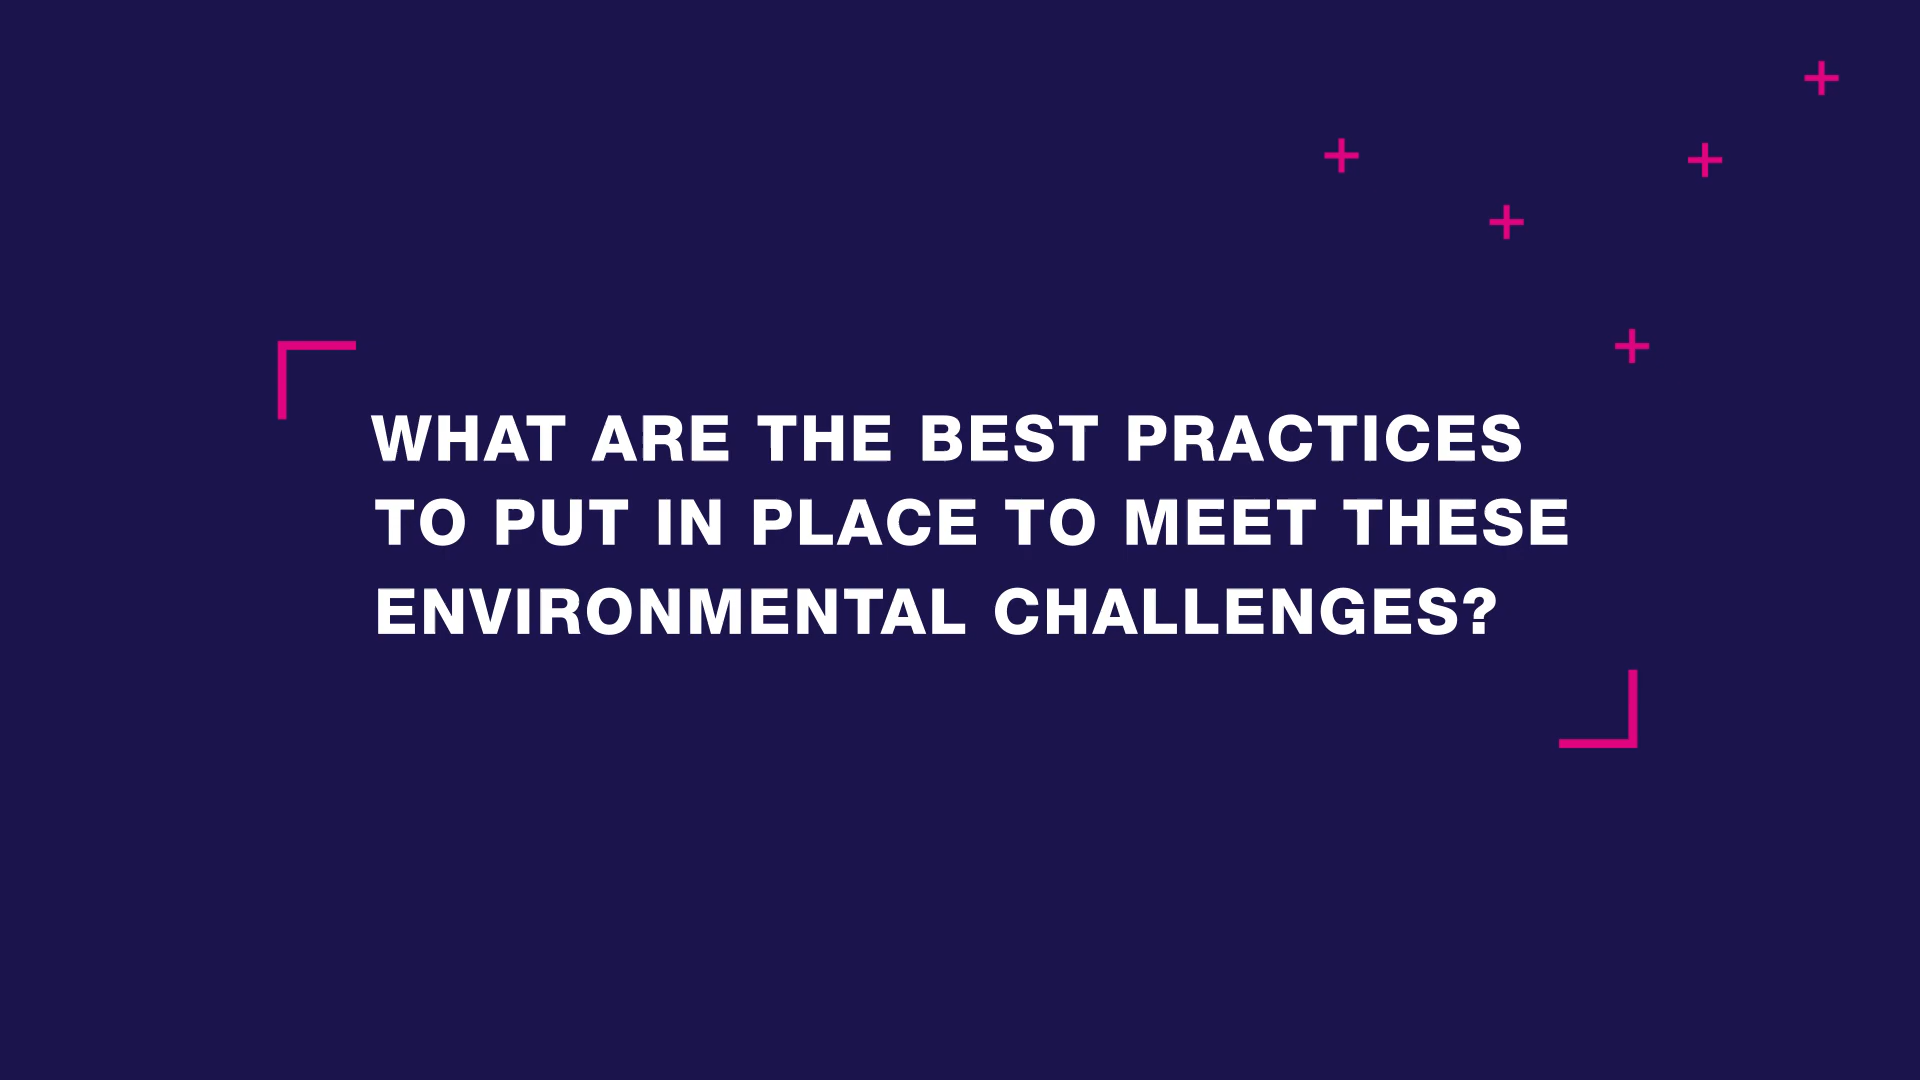 WHAT ARE THE BEST PRACTICES
TO PUT IN PLACE TO MEET THESE
ENVIRONMENTAL CHALLENGES?